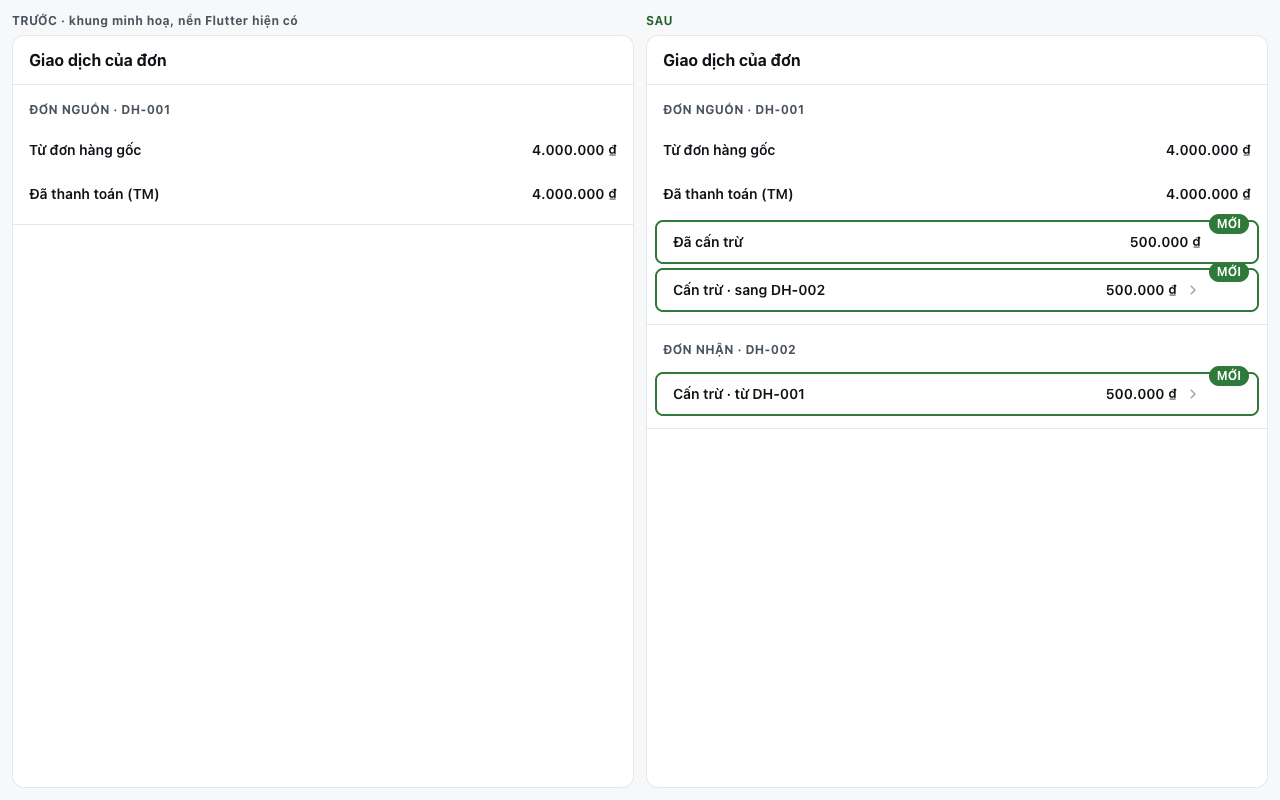 TRƯỚC · khung minh hoạ, nền Flutter hiện có
Giao dịch của đơn
ĐƠN NGUỒN · DH-001
Từ đơn hàng gốc 4.000.000 ₫
Đã thanh toán (TM) 4.000.000 ₫
SAU
Giao dịch của đơn
ĐƠN NGUỒN · DH-001
Từ đơn hàng gốc 4.000.000 ₫
Đã thanh toán (TM) 4.000.000 ₫
MỚI
Đã cấn trừ 500.000 ₫
MỚI
Cấn trừ · sang DH-002 500.000 ₫
ĐƠN NHẬN · DH-002
MỚI
Cấn trừ · từ DH-001 500.000 ₫